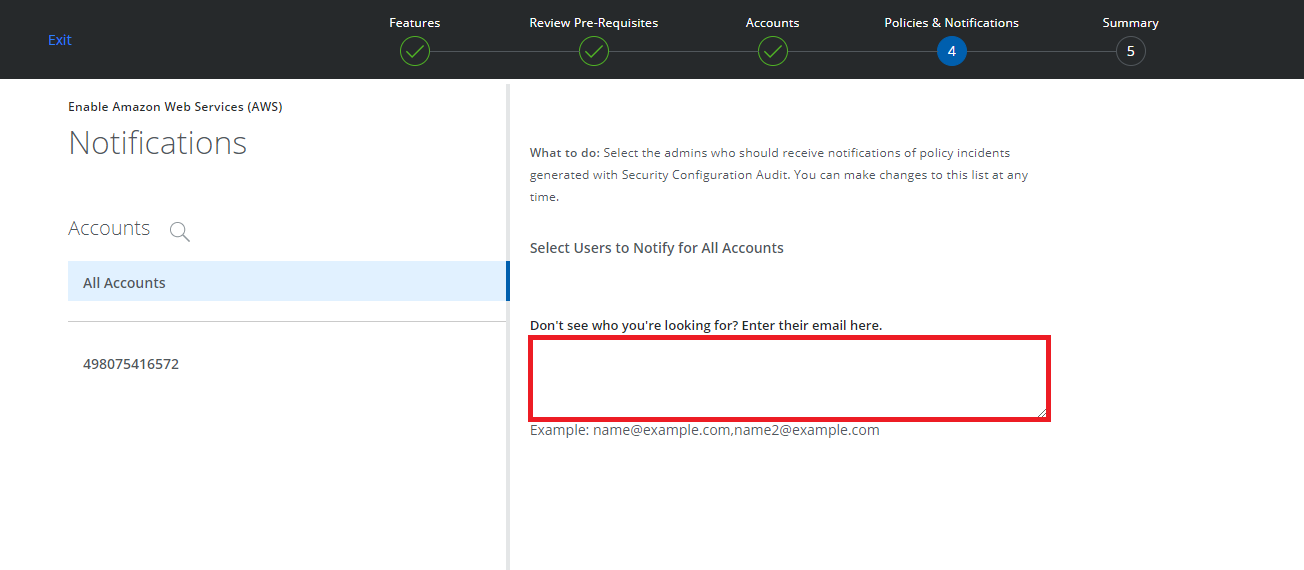 Exit
Features
Review Pre-Requisites
Accounts
Policies & Notifications
Summary
4
5
Enable Amazon Web Services (AWS)
Notifications
Accounts
All Accounts
498075416572
What to do: Select the admins who should receive notifications of policy incidents
generated with Security Configuration Audit. You can make changes to this list at any
time.
Select Users to Notify for All Accounts
Don't see who you're looking for? Enter their email here.
Example: name@example.com,name2@example.com